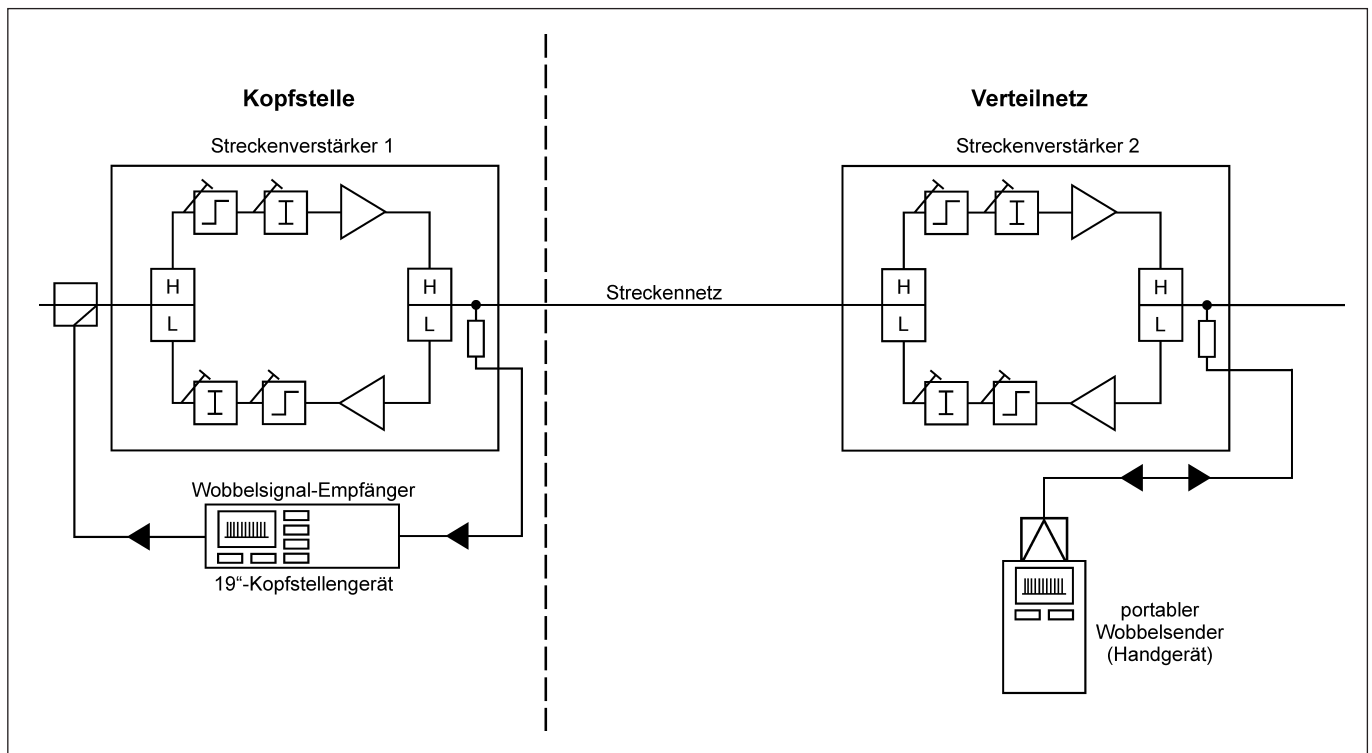 Kopfstelle
Verteilnetz
Streckenverstärker 1
Streckenverstärker 2
H
H
H
H
Streckennetz
L
L
L
L
Wobbelsignal-Empfänger
19“-Kopfstellengerät
portabler
Wobbelsender
(Handgerät)